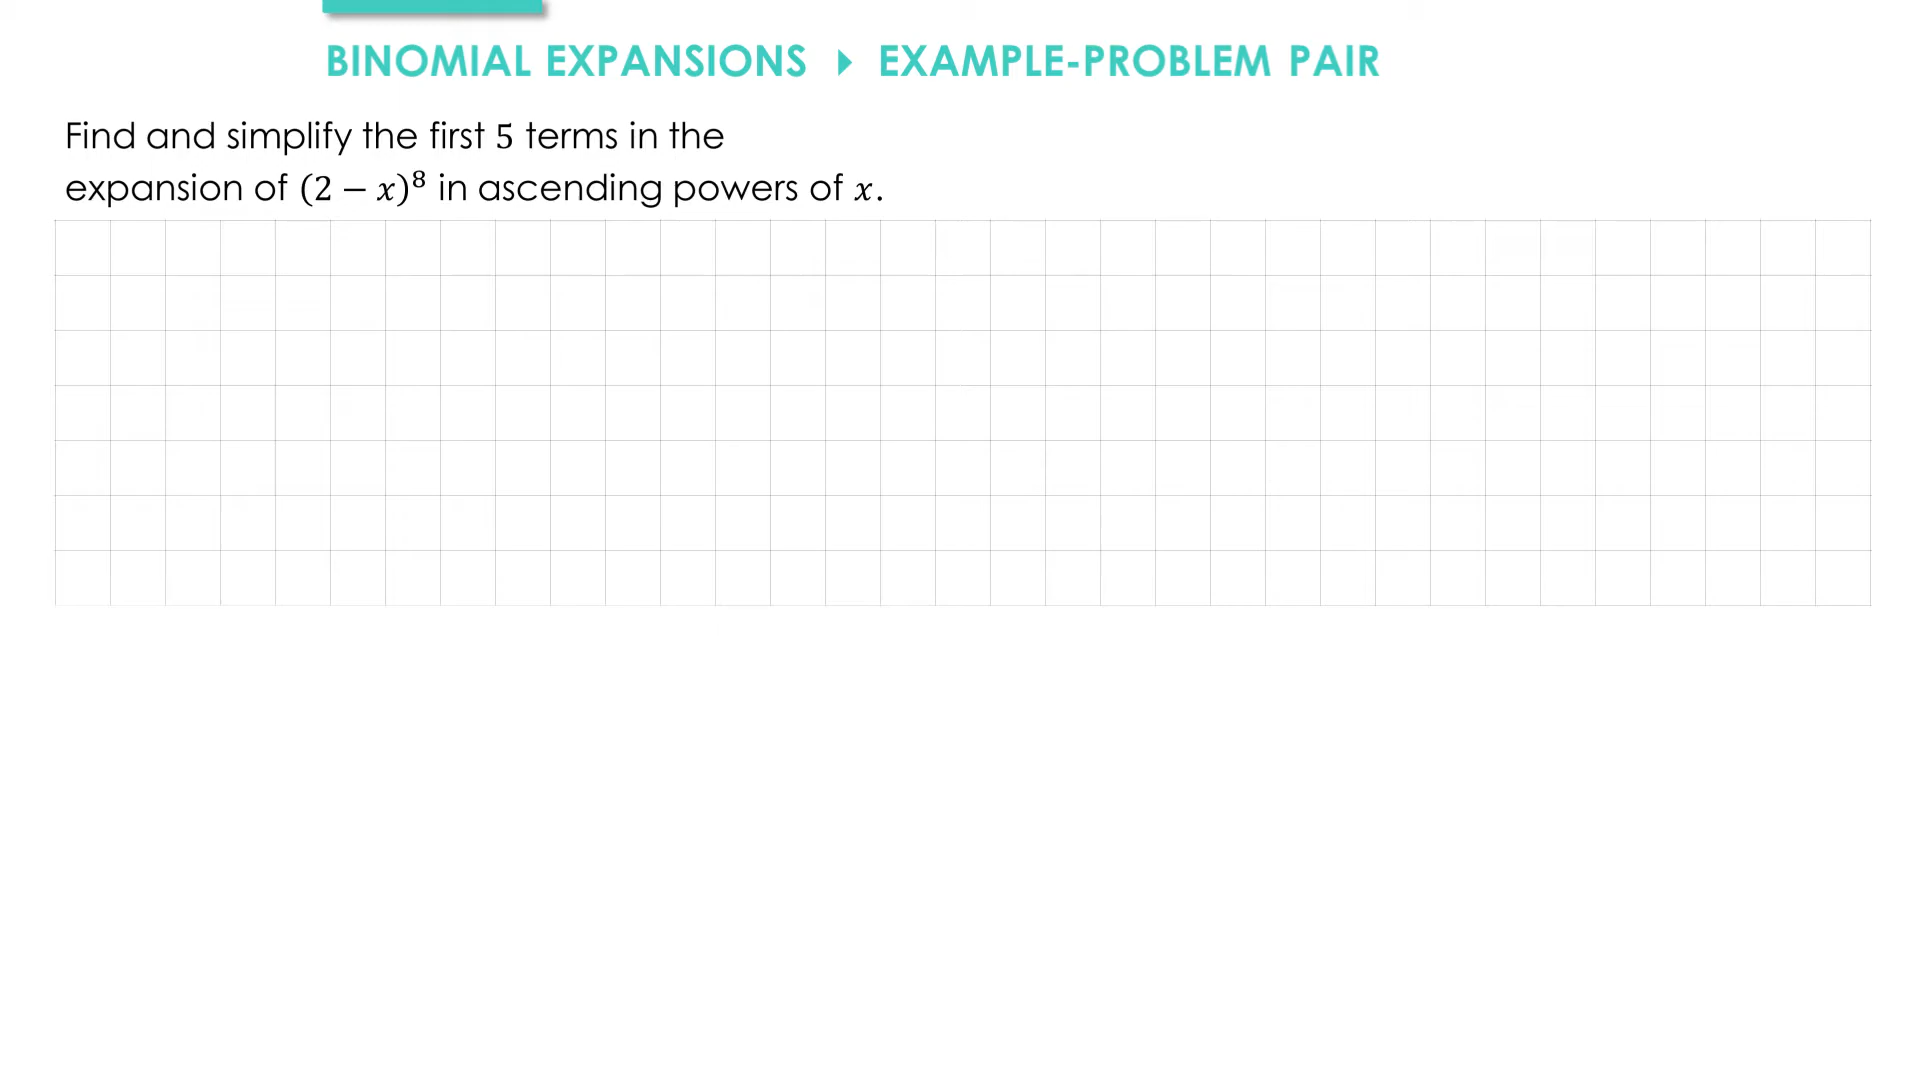 BINOMIAL EXPANSIONS ▸ EXAMPLE-PROBLEM PAIR
Find and simplify the first 5 terms in the
expansion of (2 − 𝑥)⁸ in ascending powers of 𝑥.